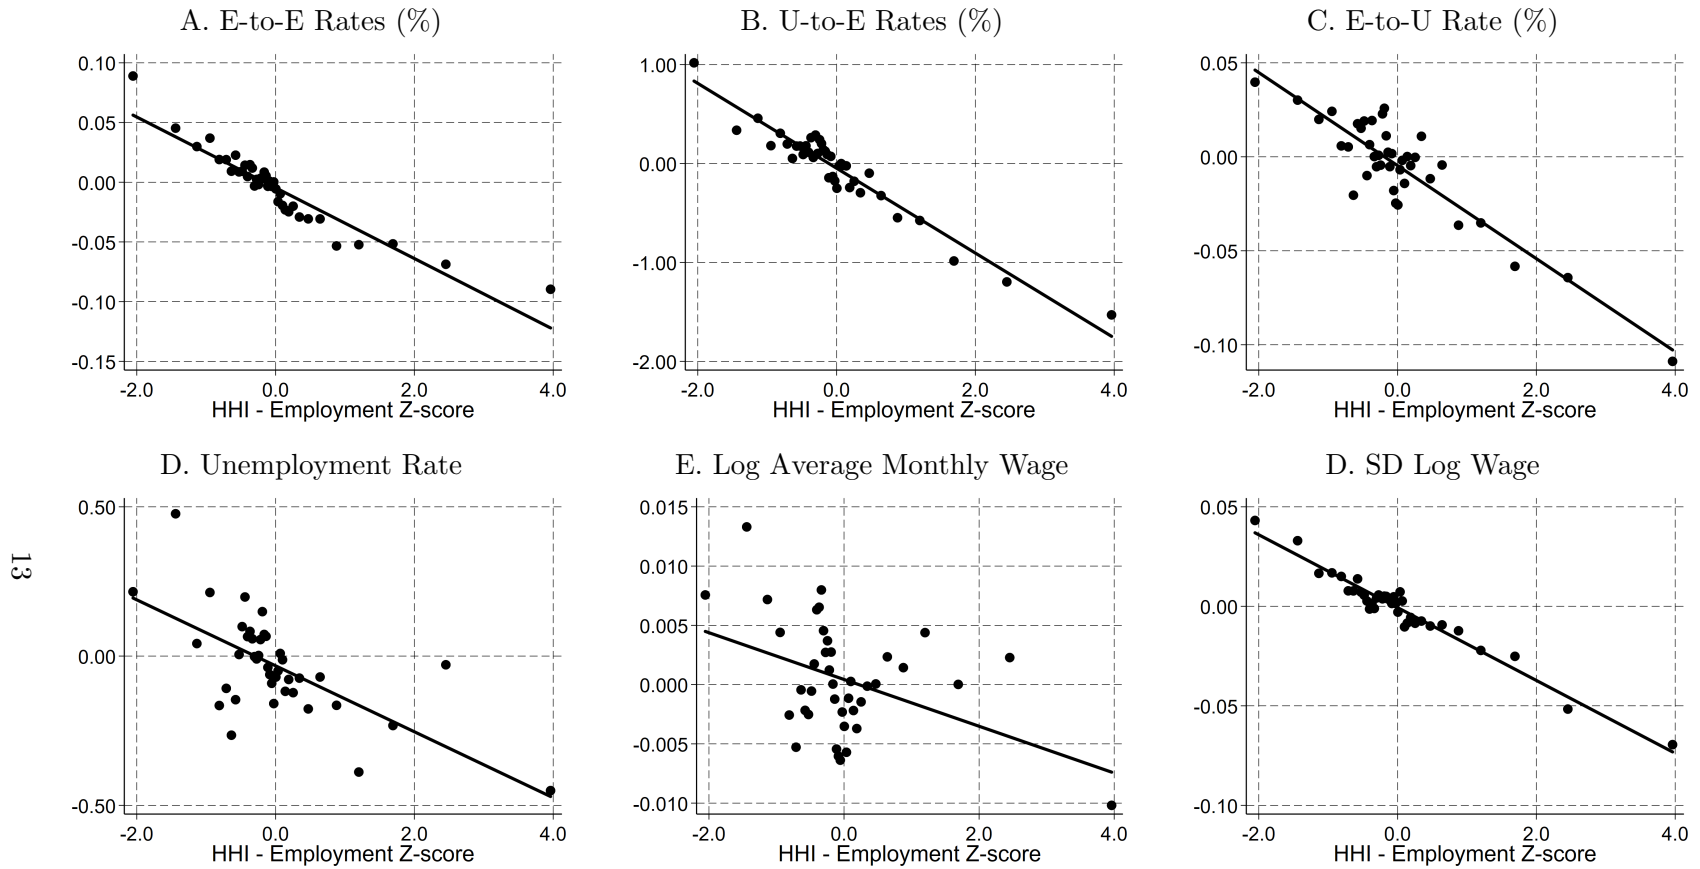 A. E-to-E Rates (%)
0.10
0.05
0.00
-0.05
-0.10
-0.15
-2.0 0.0 2.0 4.0
HHI - Employment Z-score
B. U-to-E Rates (%)
1.00
0.00
-1.00
-2.00
-2.0 0.0 2.0 4.0
HHI - Employment Z-score
C. E-to-U Rate (%)
0.05
0.00
-0.05
-0.10
-2.0 0.0 2.0 4.0
HHI - Employment Z-score
D. Unemployment Rate
0.50
0.00
-0.50
-2.0 0.0 2.0 4.0
HHI - Employment Z-score
E. Log Average Monthly Wage
0.015
0.010
0.005
0.000
-0.005
-0.010
-2.0 0.0 2.0 4.0
HHI - Employment Z-score
D. SD Log Wage
0.05
0.00
-0.05
-0.10
-2.0 0.0 2.0 4.0
HHI - Employment Z-score
13